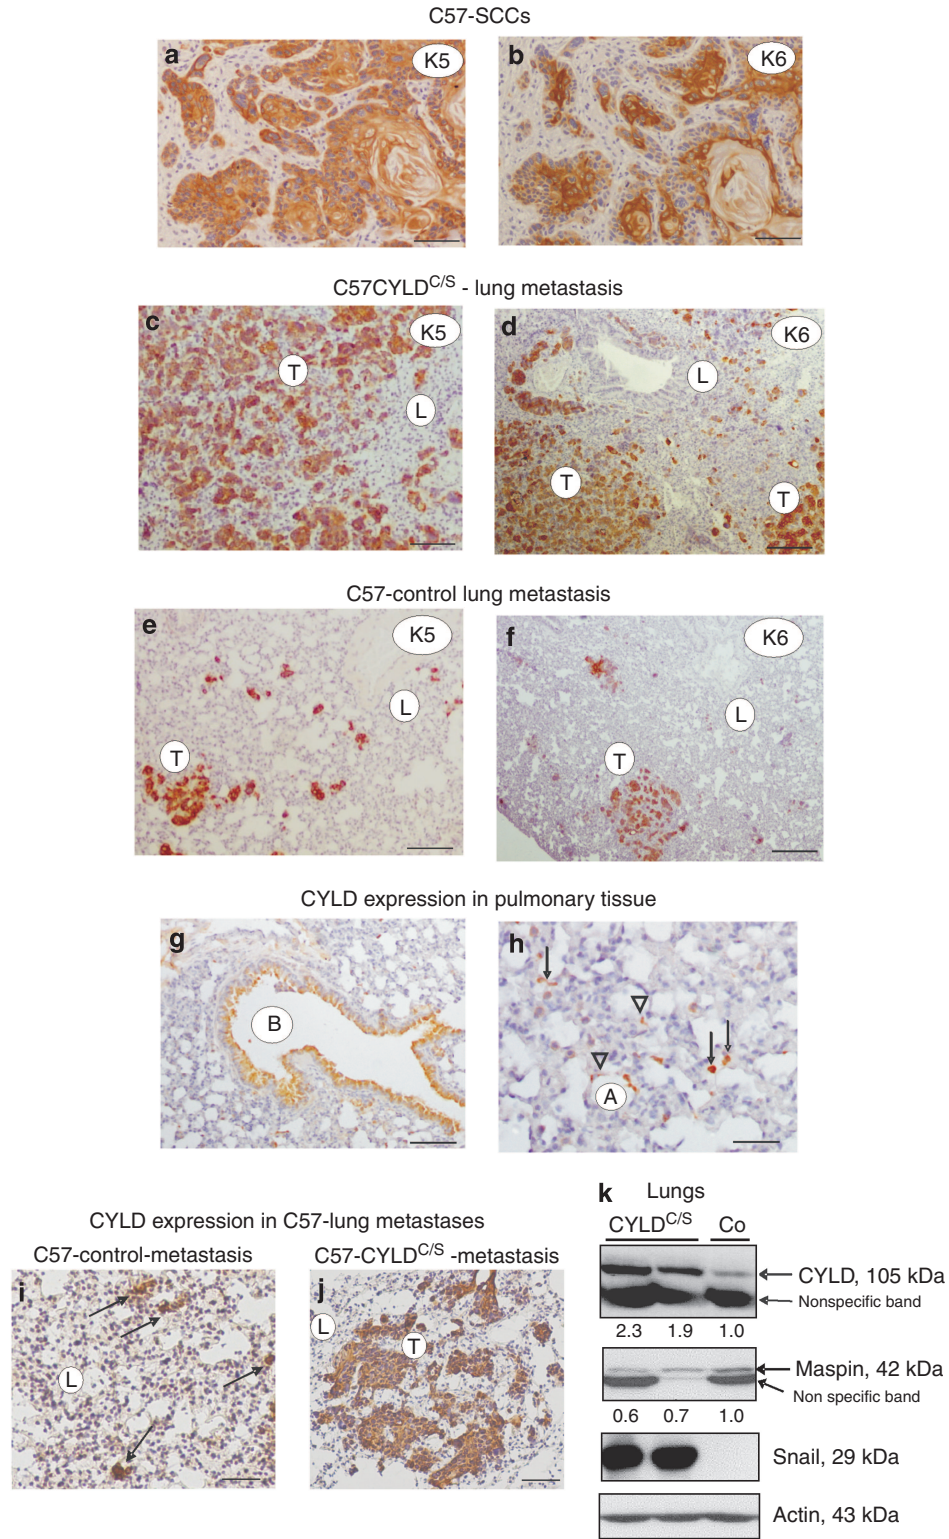 C57-SCCs
a
K5
b
K6
C57CYLD^C/S - lung metastasis
c
K5
T
L
d
K6
L
T
T
C57-control lung metastasis
e
K5
L
T
f
K6
L
T
CYLD expression in pulmonary tissue
g
B
h
A
CYLD expression in C57-lung metastases
C57-control-metastasis
i
L
C57-CYLD^C/S -metastasis
j
L
T
k
Lungs
CYLD^C/S Co
CYLD, 105 kDa
Nonspecific band
2.3 1.9 1.0
Maspin, 42 kDa
Non specific band
0.6 0.7 1.0
Snail, 29 kDa
Actin, 43 kDa